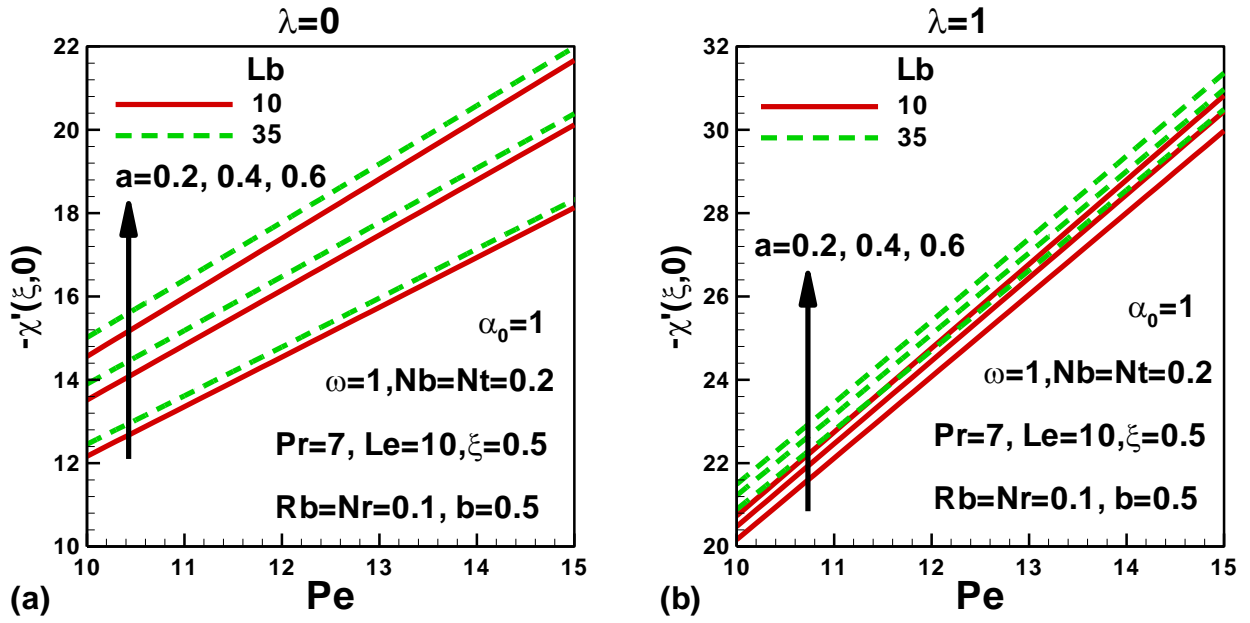 λ=0
22
20
18
16
14
12
10
-χ'(ξ,0)
Lb
10
35
a=0.2, 0.4, 0.6
α₀=1
ω=1,Nb=Nt=0.2
Pr=7, Le=10,ξ=0.5
Rb=Nr=0.1, b=0.5
10 11 12 13 14 15
(a)
Pe
λ=1
32
30
28
26
24
22
20
-χ'(ξ,0)
Lb
10
35
a=0.2, 0.4, 0.6
α₀=1
ω=1,Nb=Nt=0.2
Pr=7, Le=10,ξ=0.5
Rb=Nr=0.1, b=0.5
10 11 12 13 14 15
(b)
Pe